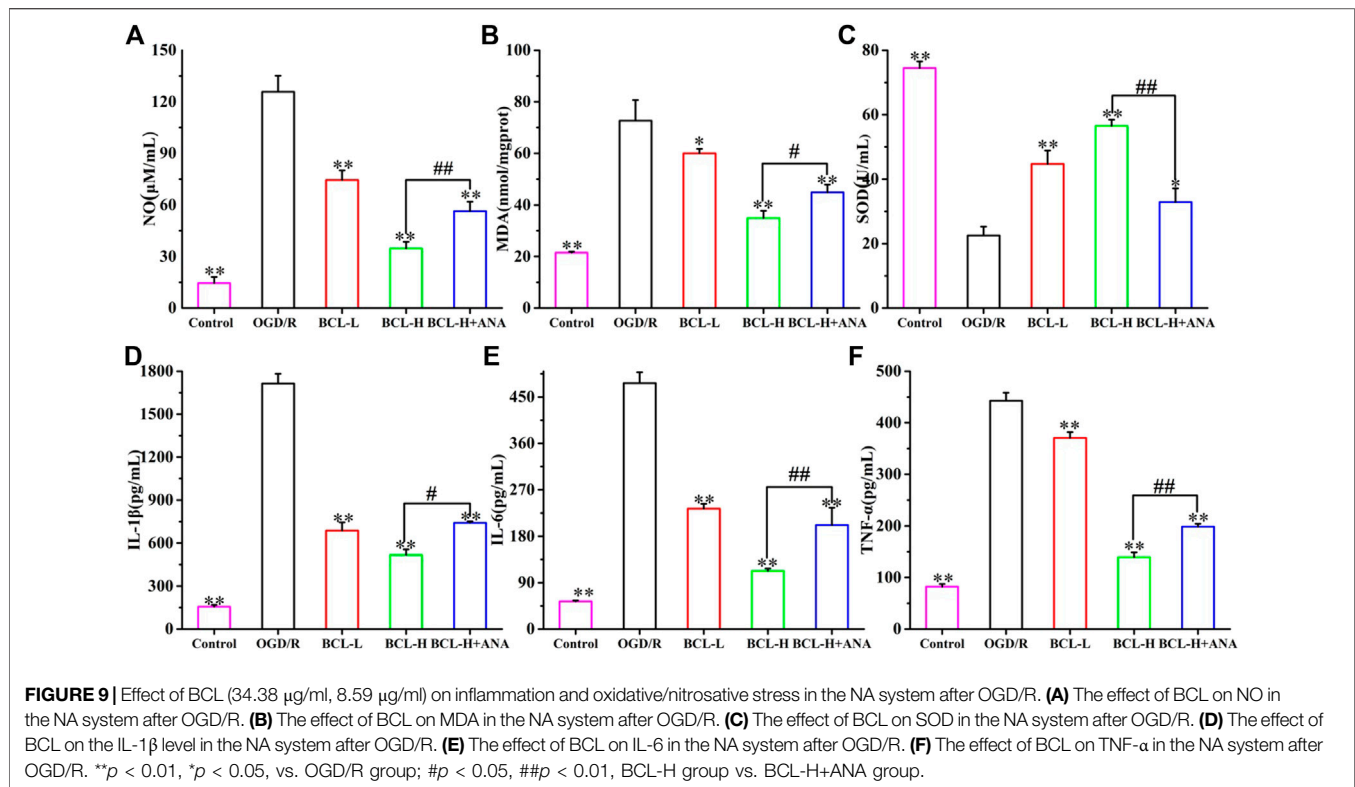 A
B
C
150
120
90
60
30
0
NO(μM/mL)
**
**
**
**
##
Control
OGD/R
BCL-L
BCL-H
BCL-H+ANA
100
80
60
40
20
0
MDA(nmol/mgprot)
**
*
**
**
#
Control
OGD/R
BCL-L
BCL-H
BCL-H+ANA
80
60
40
20
0
SOD(U/mL)
**
**
**
*
##
Control
OGD/R
BCL-L
BCL-H
BCL-H+ANA
D
E
F
1800
1500
1200
900
600
300
0
IL-1β(pg/mL)
**
**
**
**
#
Control
OGD/R
BCL-L
BCL-H
BCL-H+ANA
450
360
270
180
90
0
IL-6(pg/mL)
**
**
**
**
##
Control
OGD/R
BCL-L
BCL-H
BCL-H+ANA
500
400
300
200
100
0
TNF-α(pg/mL)
**
**
**
**
##
Control
OGD/R
BCL-L
BCL-H
BCL-H+ANA
FIGURE 9 | Effect of BCL (34.38 μg/ml, 8.59 μg/ml) on inflammation and oxidative/nitrosative stress in the NA system after OGD/R. (A) The effect of BCL on NO in
the NA system after OGD/R. (B) The effect of BCL on MDA in the NA system after OGD/R. (C) The effect of BCL on SOD in the NA system after OGD/R. (D) The effect of
BCL on the IL-1β level in the NA system after OGD/R. (E) The effect of BCL on IL-6 in the NA system after OGD/R. (F) The effect of BCL on TNF-α in the NA system after
OGD/R. **p < 0.01, *p < 0.05, vs. OGD/R group; #p < 0.05, ##p < 0.01, BCL-H group vs. BCL-H+ANA group.